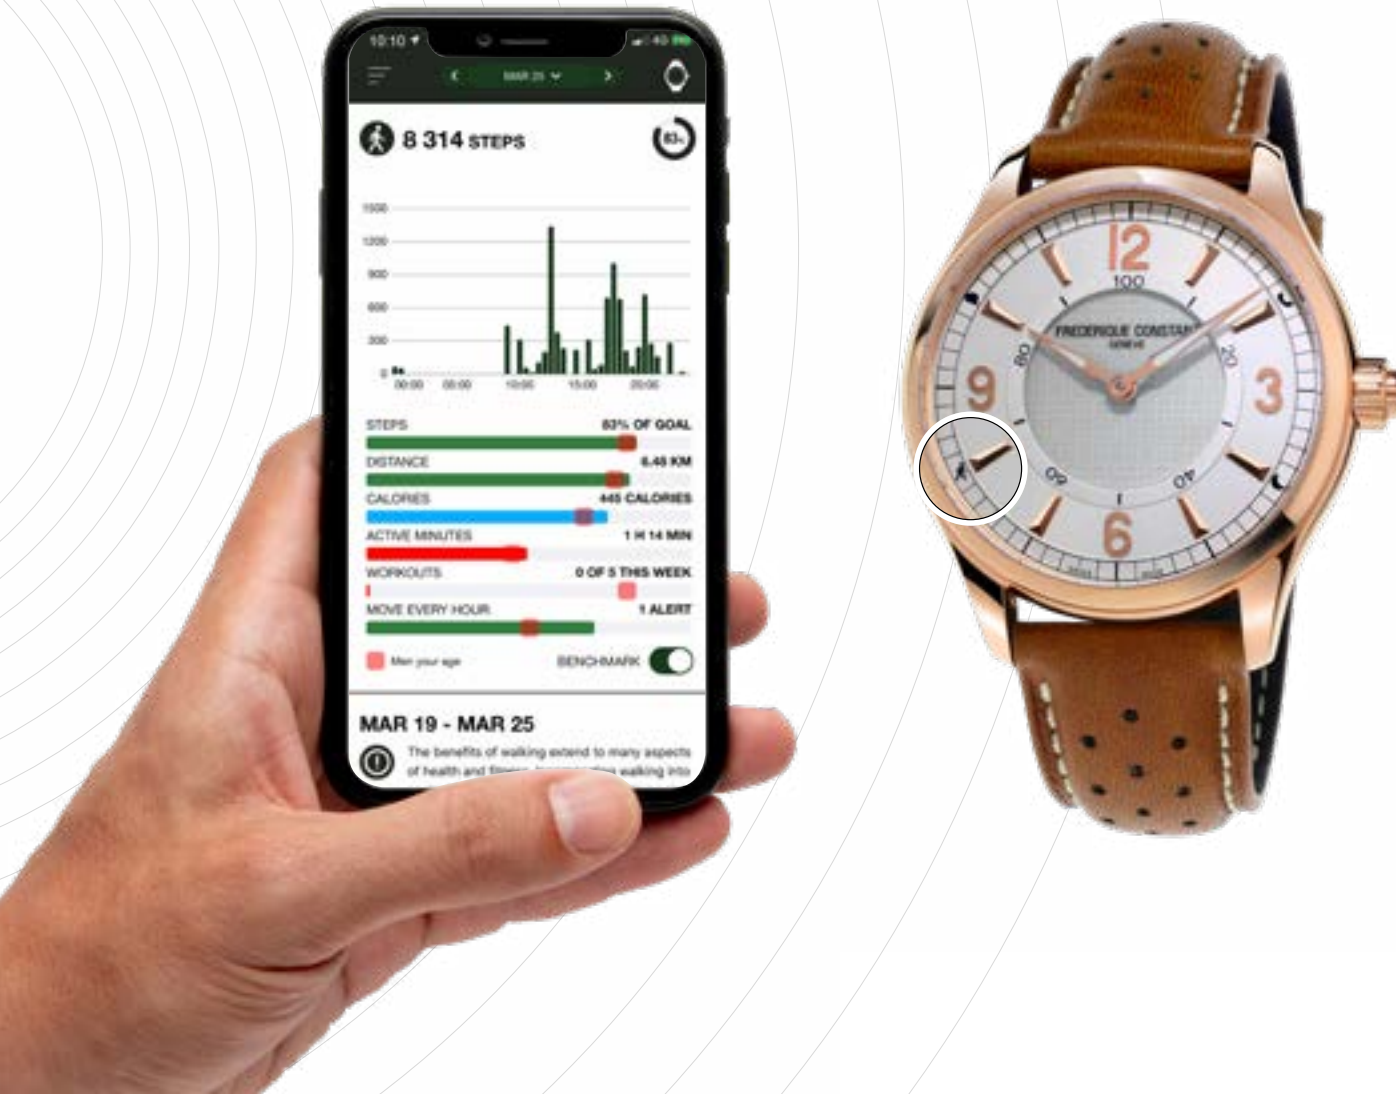 10:10
4G
MAR 25
8 314 STEPS
83%
1500
1200
900
600
300
0
00:00 05:00 10:00 15:00 20:00
STEPS 83% OF GOAL
DISTANCE 6.48 KM
CALORIES 445 CALORIES
ACTIVE MINUTES 1 H 14 MIN
WORKOUTS 0 OF 5 THIS WEEK
MOVE EVERY HOUR 1 ALERT
Men your age BENCHMARK
MAR 19 - MAR 25
The benefits of walking extend to many aspects
of health and walking into
12
100
FREDERIQUE CONSTANT
GENEVE
80 20
9 3
60 40
6